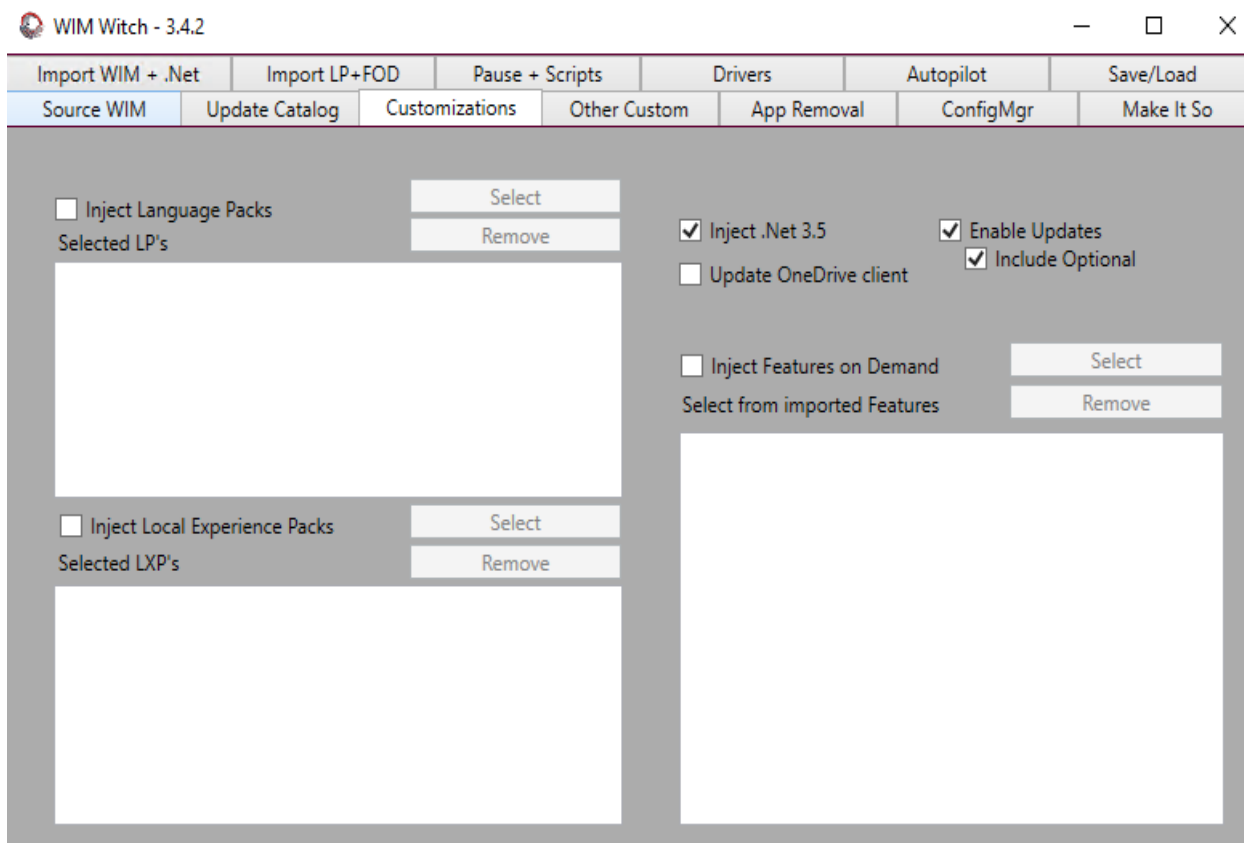 WIM Witch - 3.4.2
Import WIM + .Net Import LP+FOD Pause + Scripts Drivers Autopilot Save/Load
Source WIM Update Catalog Customizations Other Custom App Removal ConfigMgr Make It So
Inject Language Packs
Select
Selected LP's
Remove
Inject Local Experience Packs
Select
Selected LXP's
Remove
Inject .Net 3.5
Enable Updates
Include Optional
Update OneDrive client
Inject Features on Demand
Select
Select from imported Features
Remove